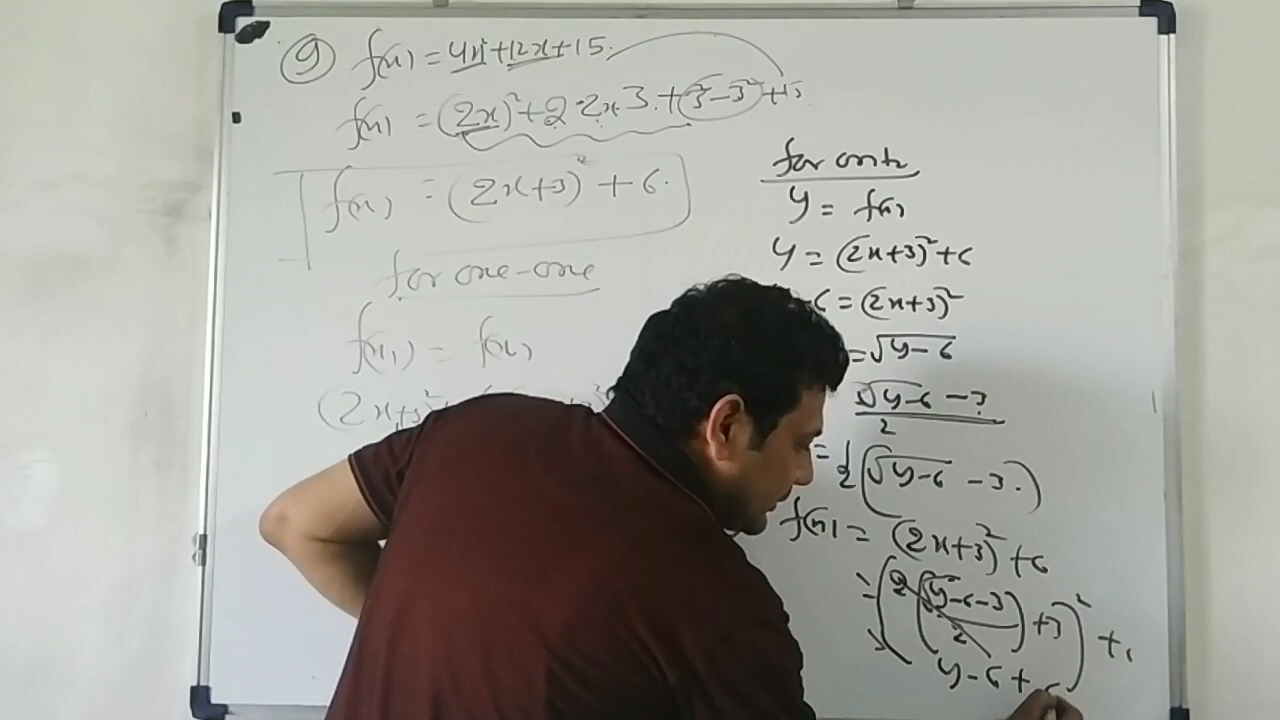 9 f(x) = 4x²+12x+15.
f(x) = (2x)²+2·2x·3.+3²-3²+15
f(x) = (2x+3)² + 6.
for one-one
f(x₁) = f(x₂)
(2x₁+3)²
for onto
y = f(x)
y = (2x+3)²+6
6 = (2x+3)²
= √y-6
√y-6 -3
2
= ½(√y-6 -3.)
f(x) = (2x+3)²+6
= (2(√y-6-3
2)+3)² +
y-6+